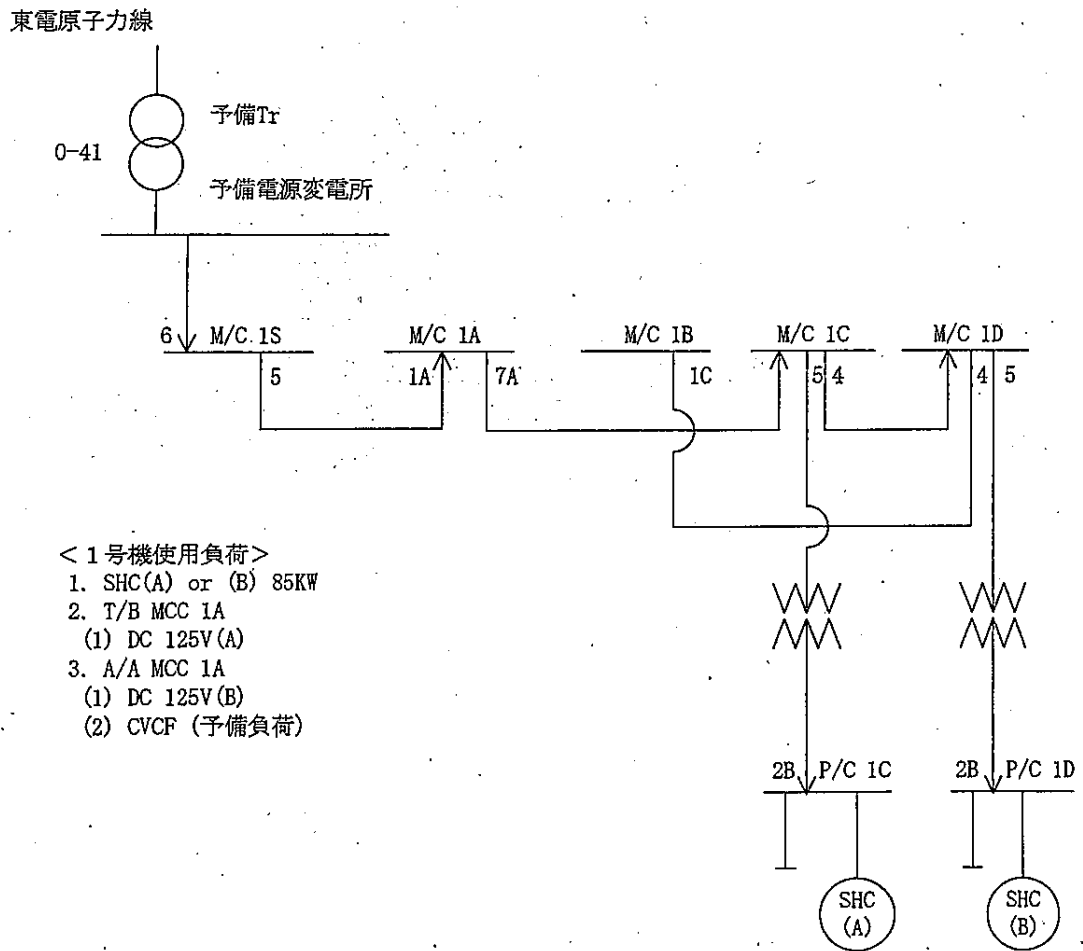 東電原子力線
予備Tr
0-41
予備電源変電所
6 M/C 1S
M/C 1A
M/C 1B
M/C 1C
M/C 1D
5
1A
7A
1C
5 4
4 5
<1号機使用負荷>
1. SHC(A) or (B) 85KW
2. T/B MCC 1A
(1) DC 125V(A)
3. A/A MCC 1A
(1) DC 125V(B)
(2) CVCF (予備負荷)
2B P/C 1C
2B P/C 1D
SHC
(A)
SHC
(B)